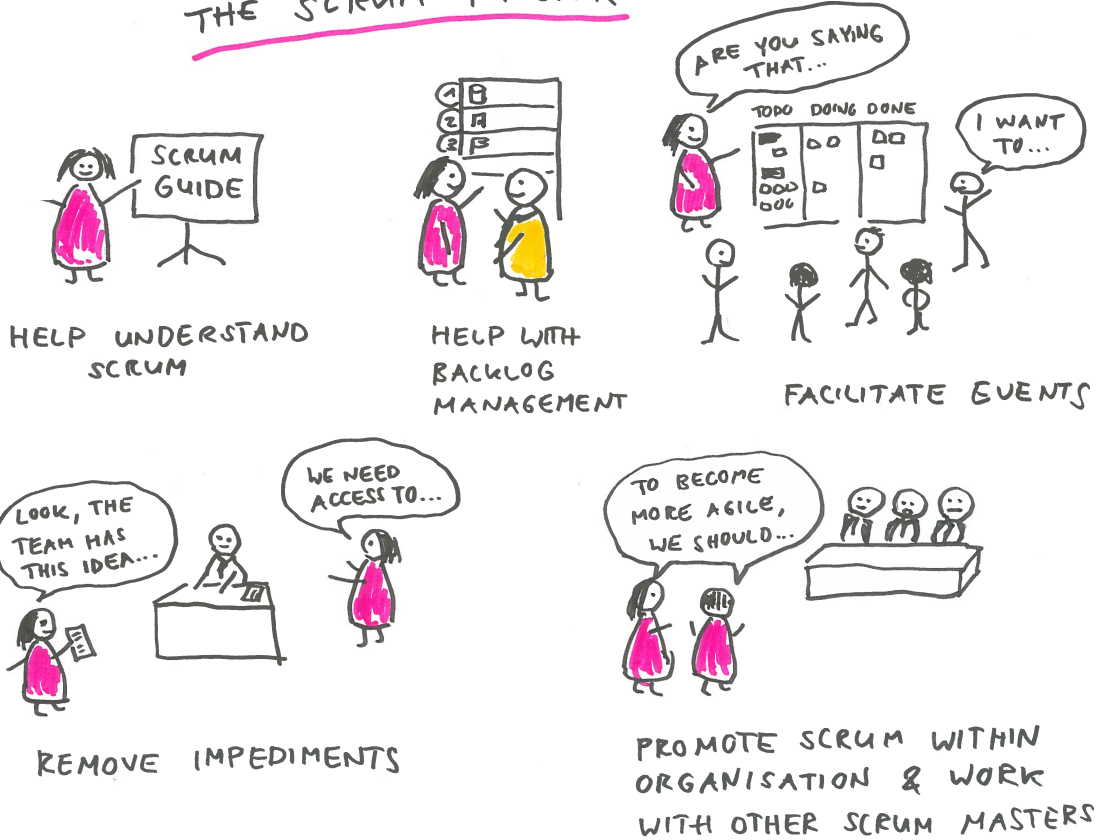 THE SCRUM
SCRUM
GUIDE
HELP UNDERSTAND
SCRUM
1
2
3
HELP WITH
BACKLOG
MANAGEMENT
ARE YOU SAYING
THAT...
TODO DOING DONE
I WANT
TO...
FACILITATE EVENTS
LOOK, THE
TEAM HAS
THIS IDEA...
WE NEED
ACCESS TO...
REMOVE IMPEDIMENTS
TO BECOME
MORE AGILE,
WE SHOULD...
PROMOTE SCRUM WITHIN
ORGANISATION & WORK
WITH OTHER SCRUM MASTERS